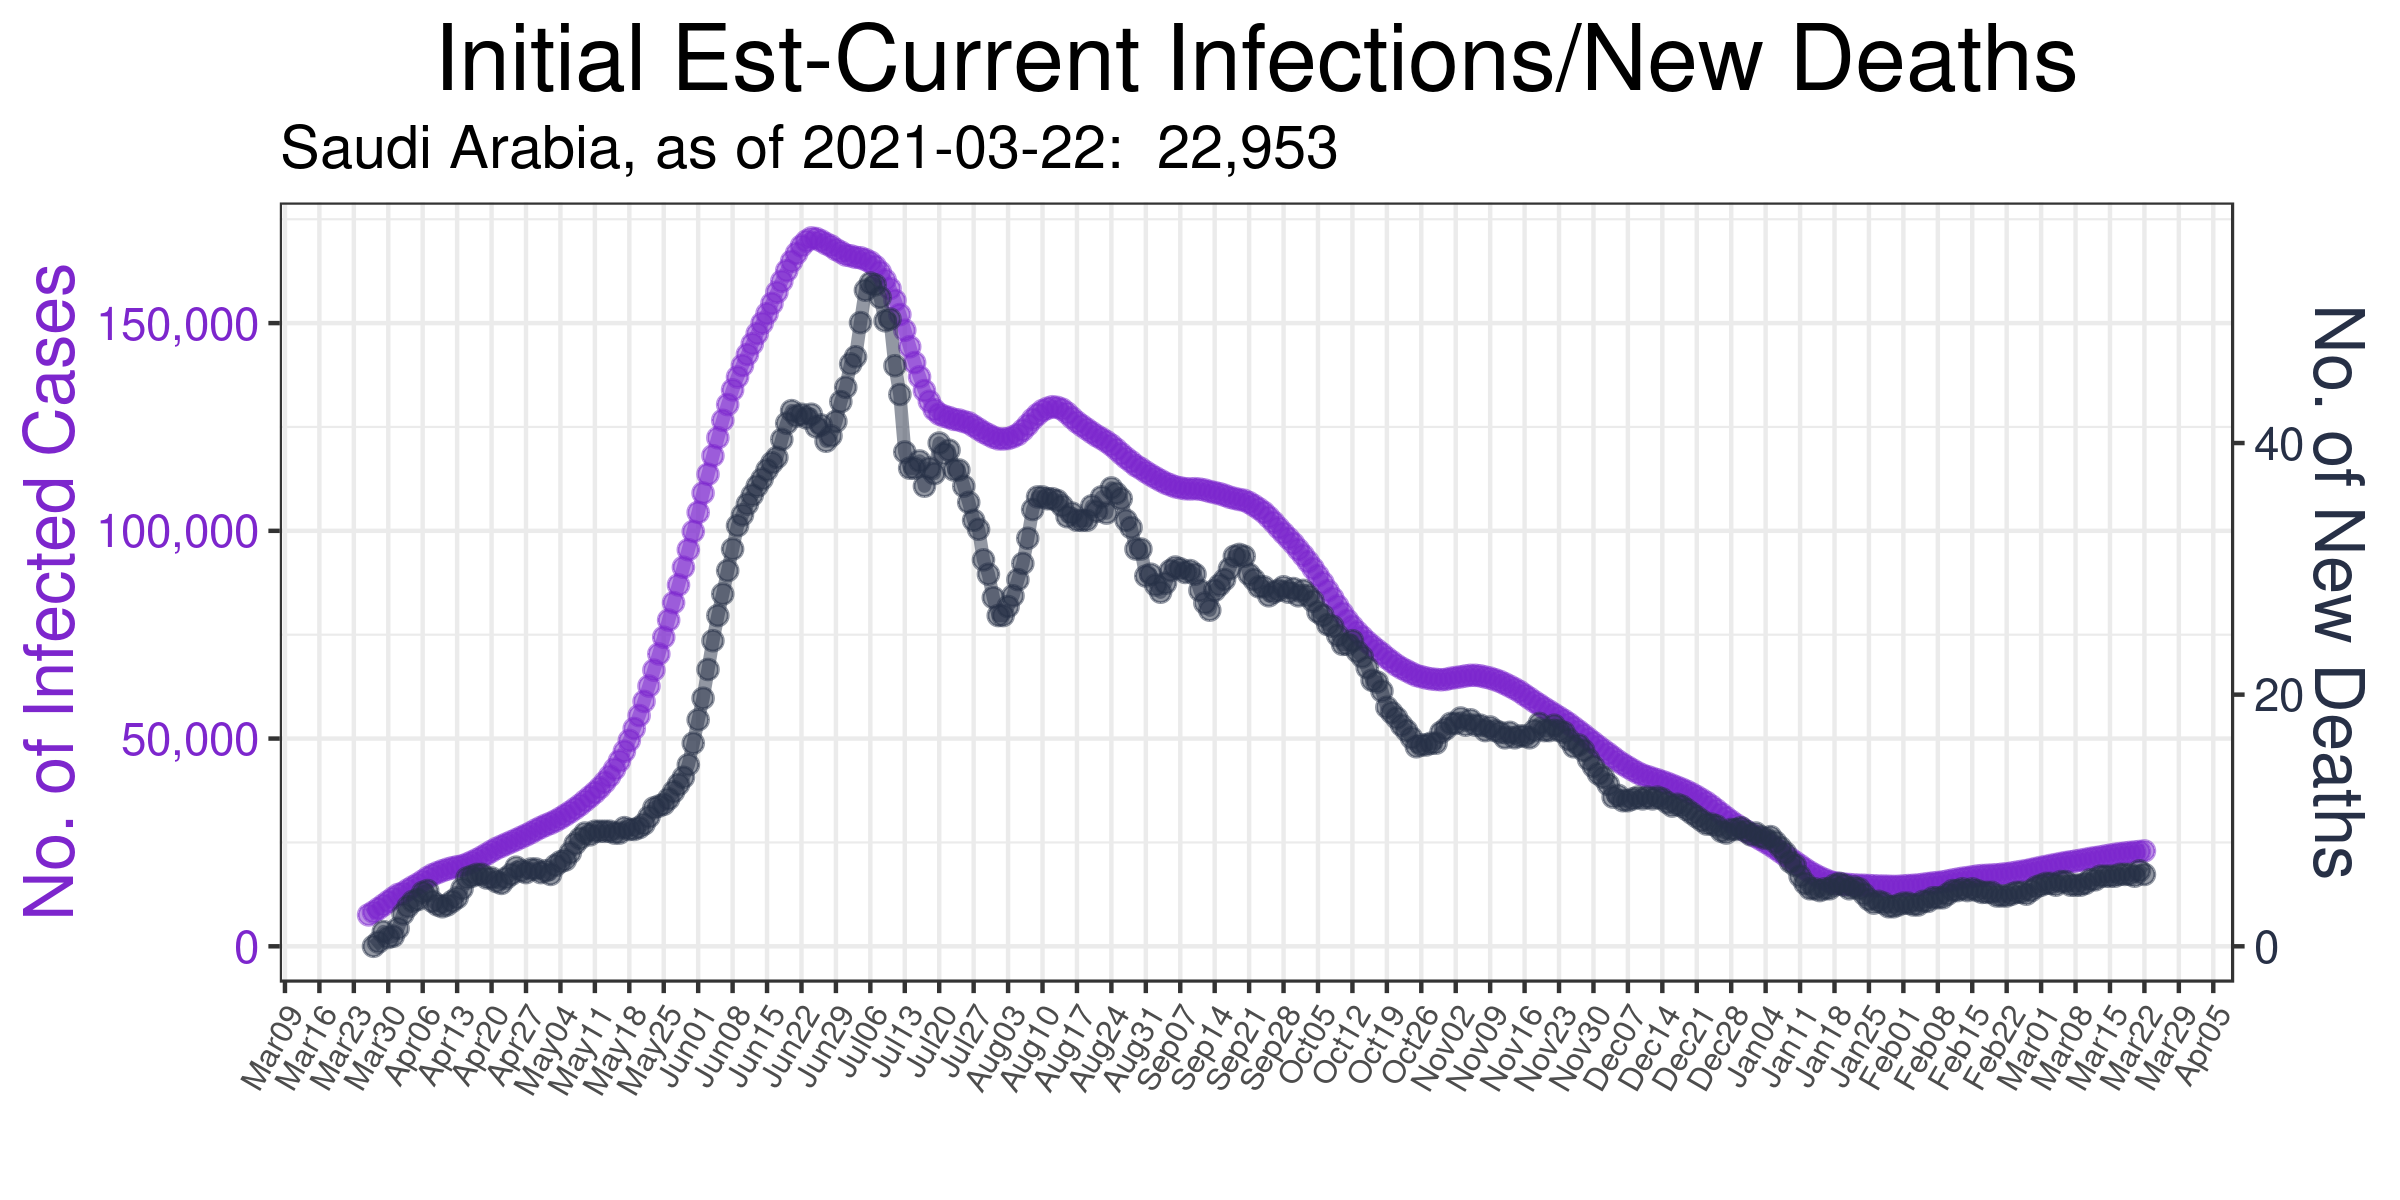 Initial Est-Current Infections/New Deaths
Saudi Arabia, as of 2021-03-22:  22,953
No. of Infected Cases
150,000
100,000
50,000
0
40
20
0
No. of New Deaths
Mar09
Mar16
Mar23
Mar30
Apr06
Apr13
Apr20
Apr27
May04
May11
May18
May25
Jun01
Jun08
Jun15
Jun22
Jun29
Jul06
Jul13
Jul20
Jul27
Aug03
Aug10
Aug17
Aug24
Aug31
Sep07
Sep14
Sep21
Sep28
Oct05
Oct12
Oct19
Oct26
Nov02
Nov09
Nov16
Nov23
Nov30
Dec07
Dec14
Dec21
Dec28
Jan04
Jan11
Jan18
Jan25
Feb01
Feb08
Feb15
Feb22
Mar01
Mar08
Mar15
Mar22
Mar29
Apr05